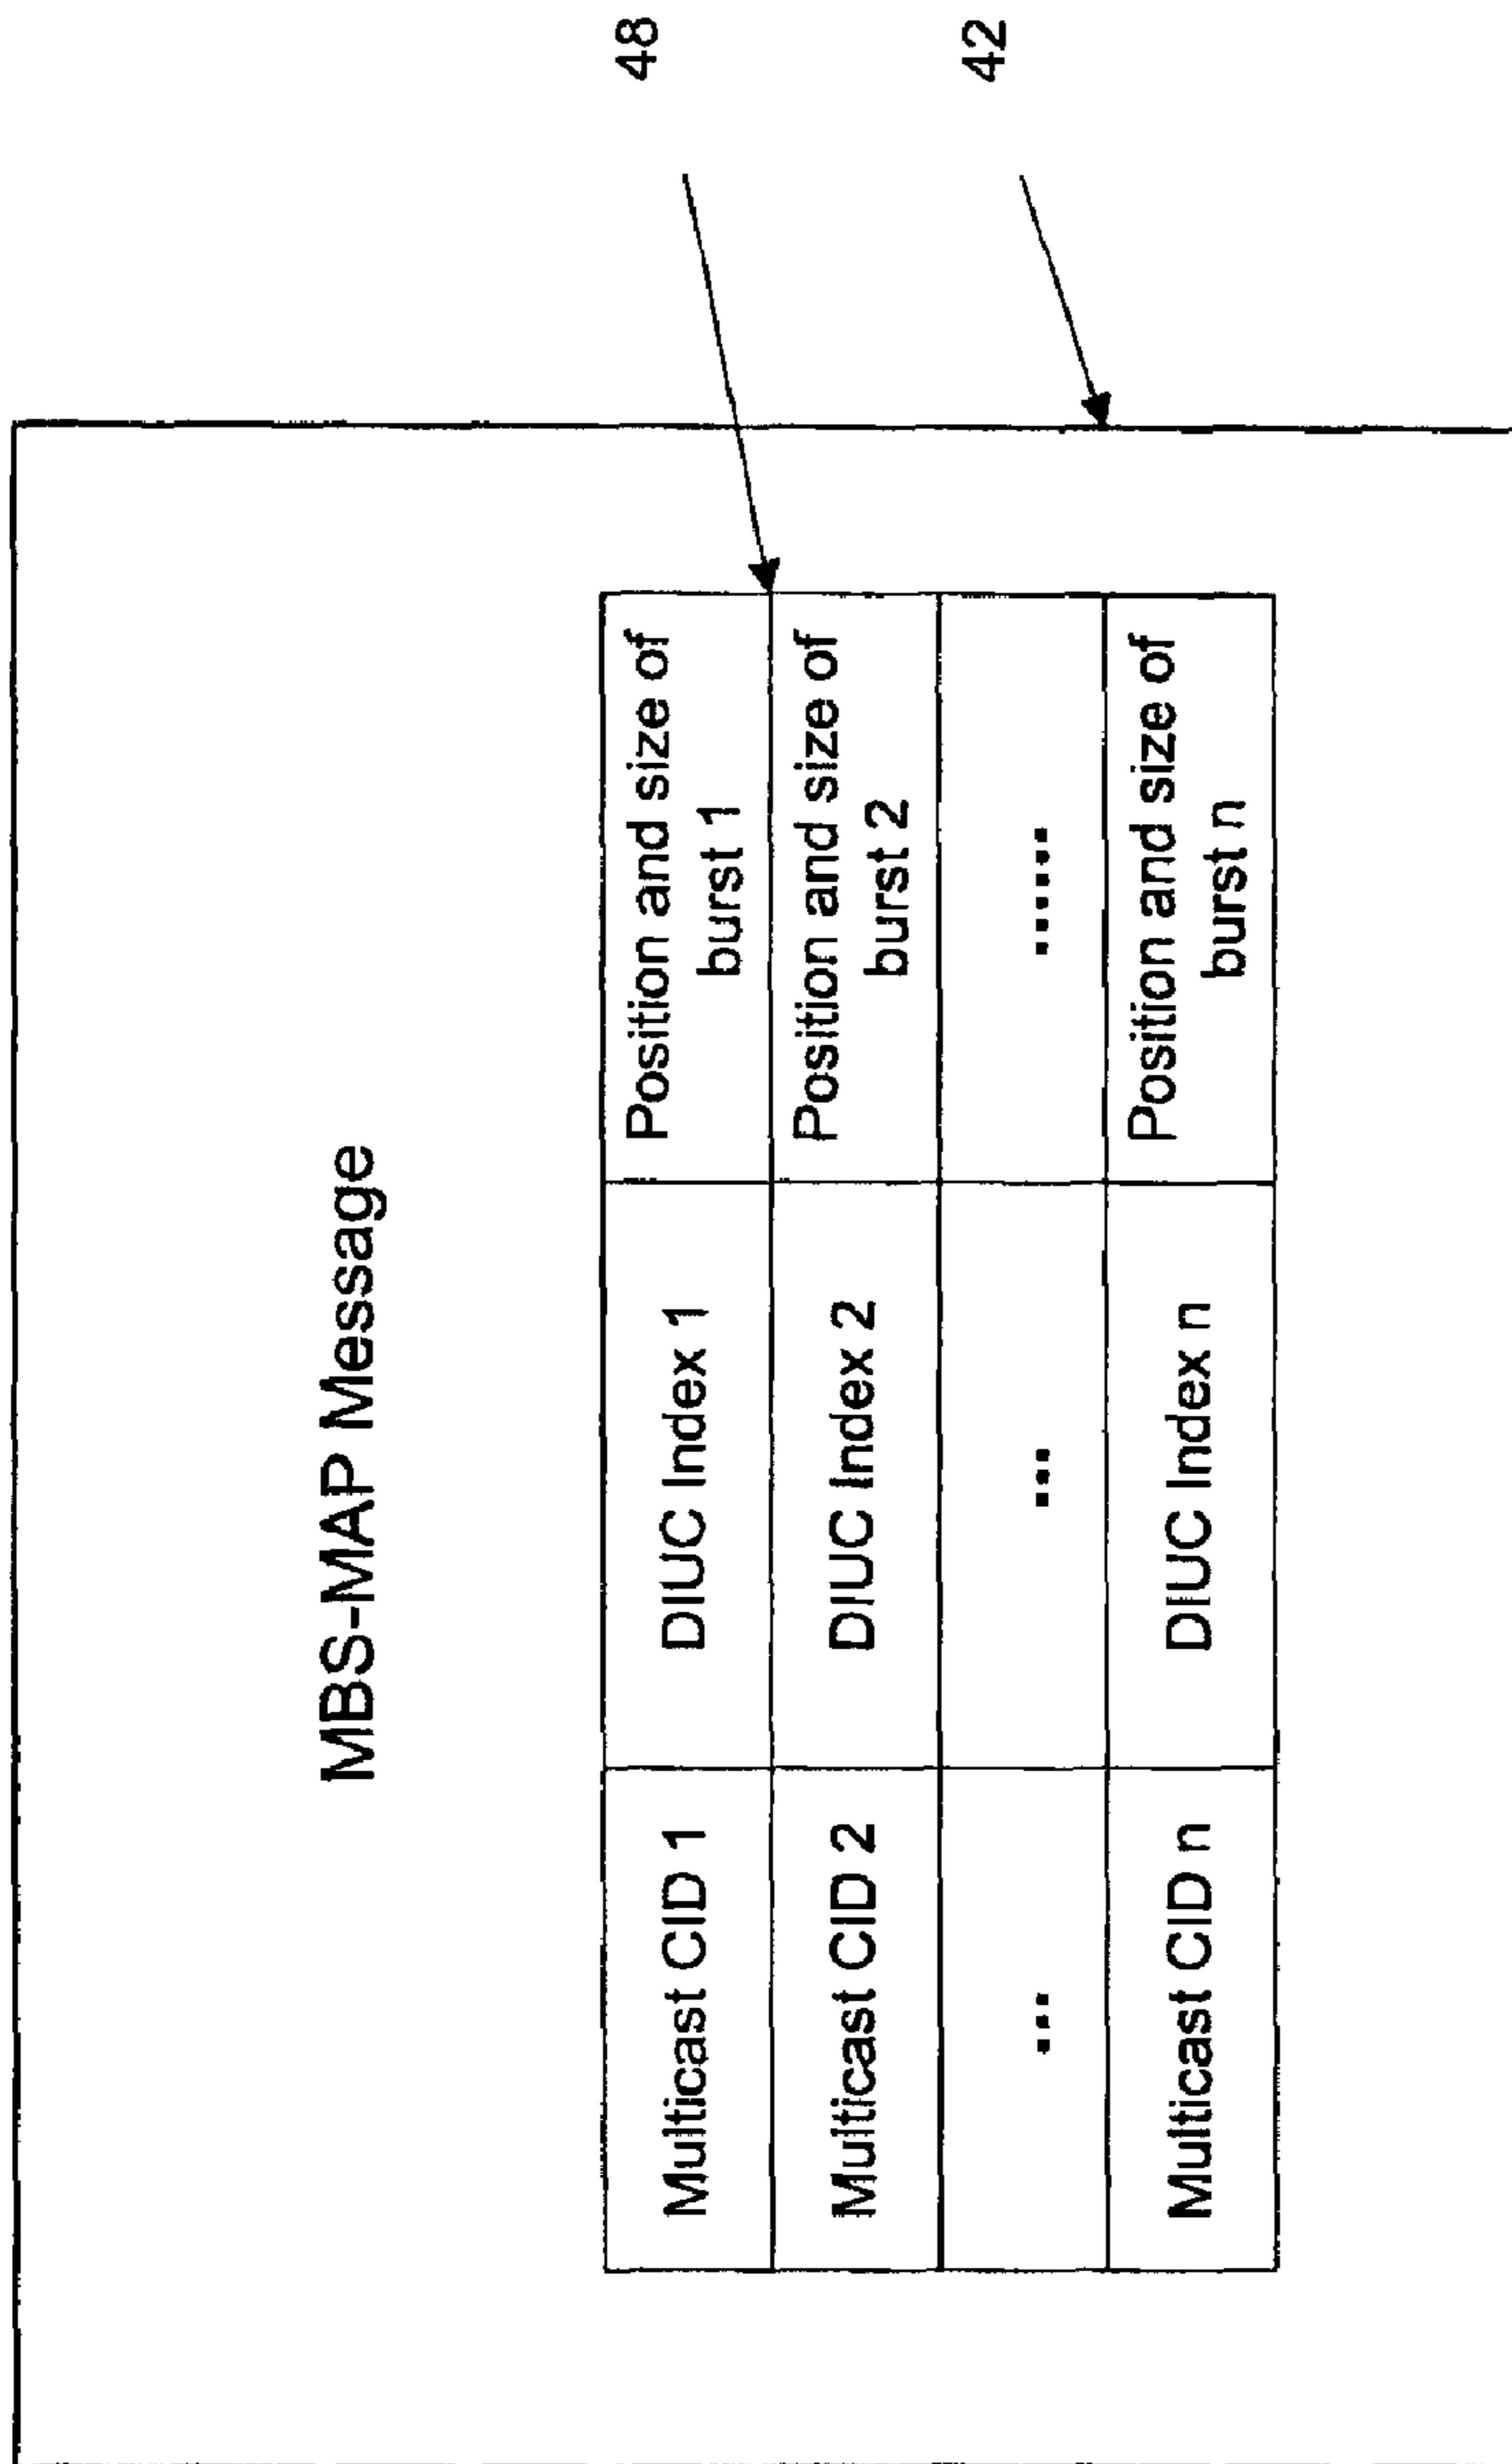 MBS-MAP Message
Multicast CID 1 DIUC Index 1 Position and size of
burst 1
48
Multicast CID 2 DIUC Index 2 Position and size of
burst 2
42
... ... .....
Multicast CID n DIUC Index n Position and size of
burst n